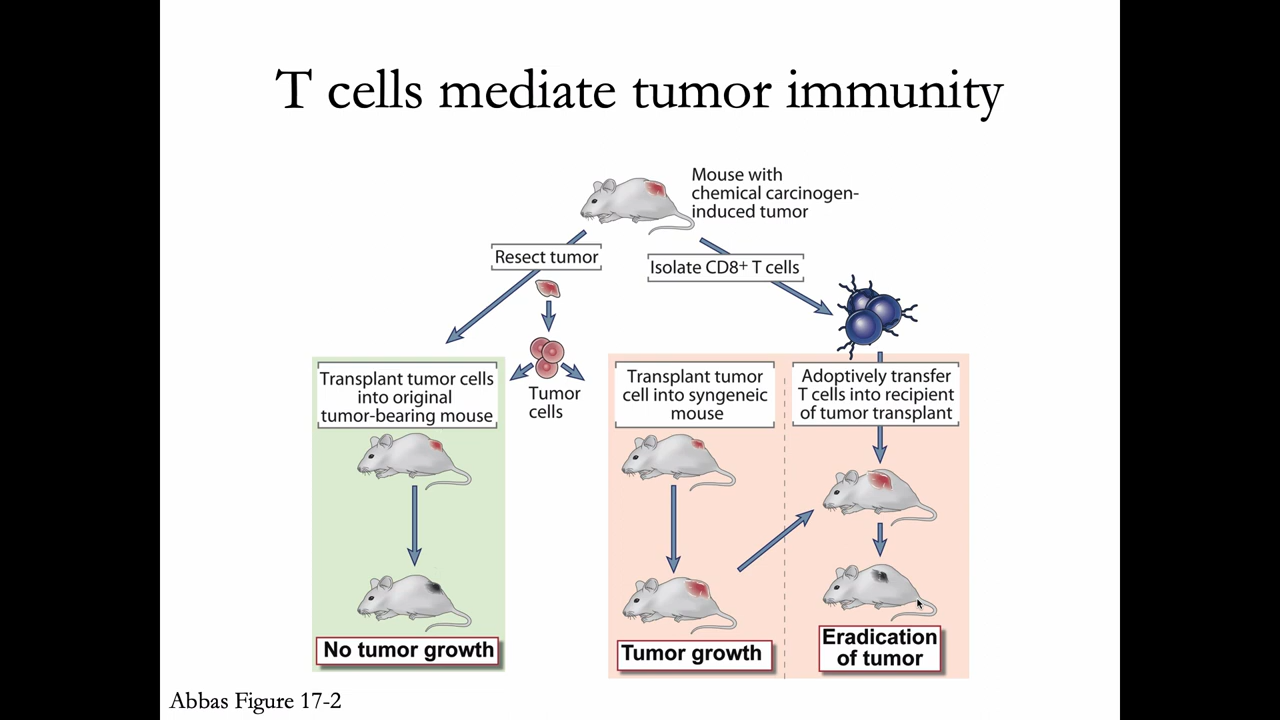 T cells mediate tumor immunity
Mouse with
chemical carcinogen-
induced tumor
Resect tumor
Isolate CD8⁺ T cells
Transplant tumor cells
into original
tumor-bearing mouse
Tumor
cells
Transplant tumor
cell into syngeneic
mouse
Adoptively transfer
T cells into recipient
of tumor transplant
No tumor growth
Tumor growth
Eradication
of tumor
Abbas Figure 17-2